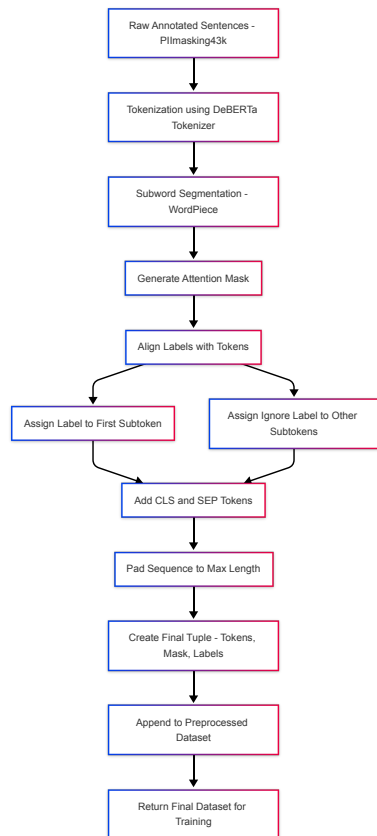 Raw Annotated Sentences -
PIImasking43k
Tokenization using DeBERTa
Tokenizer
Subword Segmentation -
WordPiece
Generate Attention Mask
Align Labels with Tokens
Assign Label to First Subtoken
Assign Ignore Label to Other
Subtokens
Add CLS and SEP Tokens
Pad Sequence to Max Length
Create Final Tuple - Tokens,
Mask, Labels
Append to Preprocessed
Dataset
Return Final Dataset for
Training